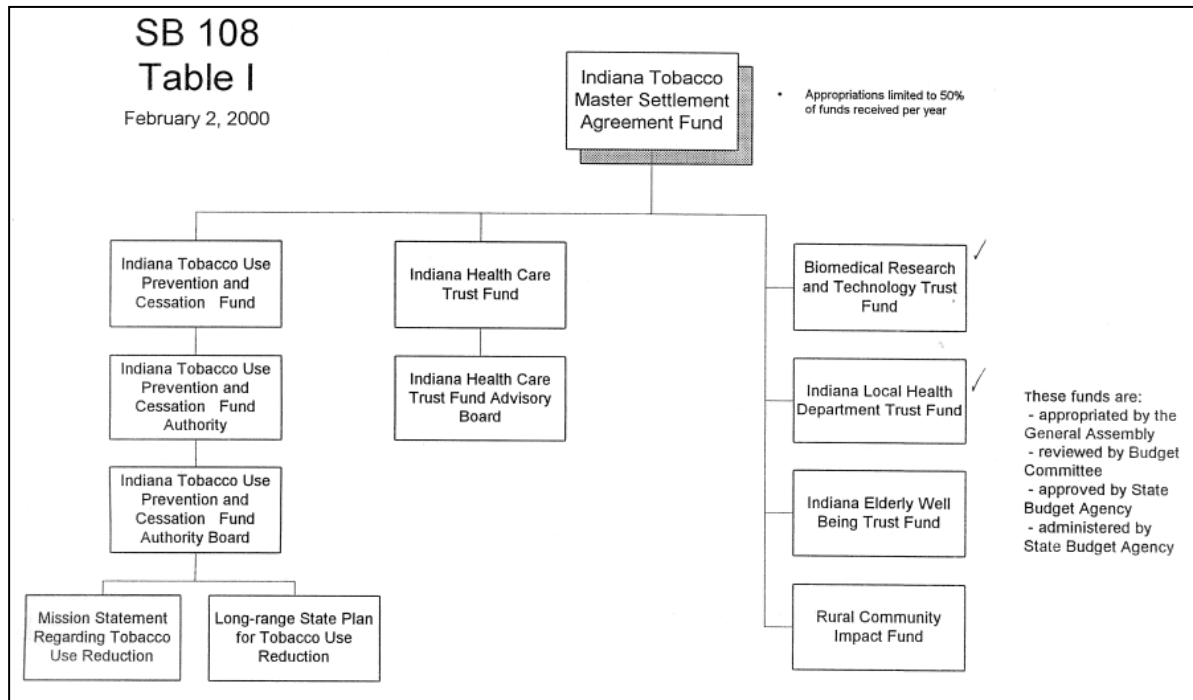 SB 108
Table I
February 2, 2000
Indiana Tobacco
Master Settlement
Agreement Fund
• Appropriations limited to 50%
of funds received per year
Indiana Tobacco Use
Prevention and
Cessation Fund
Indiana Tobacco Use
Prevention and
Cessation Fund
Authority
Indiana Tobacco Use
Prevention and
Cessation Fund
Authority Board
Mission Statement
Regarding Tobacco
Use Reduction
Long-range State Plan
for Tobacco Use
Reduction
Indiana Health Care
Trust Fund
Indiana Health Care
Trust Fund Advisory
Board
Biomedical Research
and Technology Trust
Fund
Indiana Local Health
Department Trust Fund
Indiana Elderly Well
Being Trust Fund
Rural Community
Impact Fund
These funds are:
- appropriated by the
General Assembly
- reviewed by Budget
Committee
- approved by State
Budget Agency
- administered by
State Budget Agency